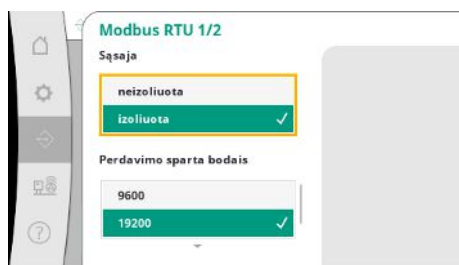 Modbus RTU 1/2
Sąsaja
neizoliuota
izoliuota
Perdavimo sparta bodais
9600
19200
?